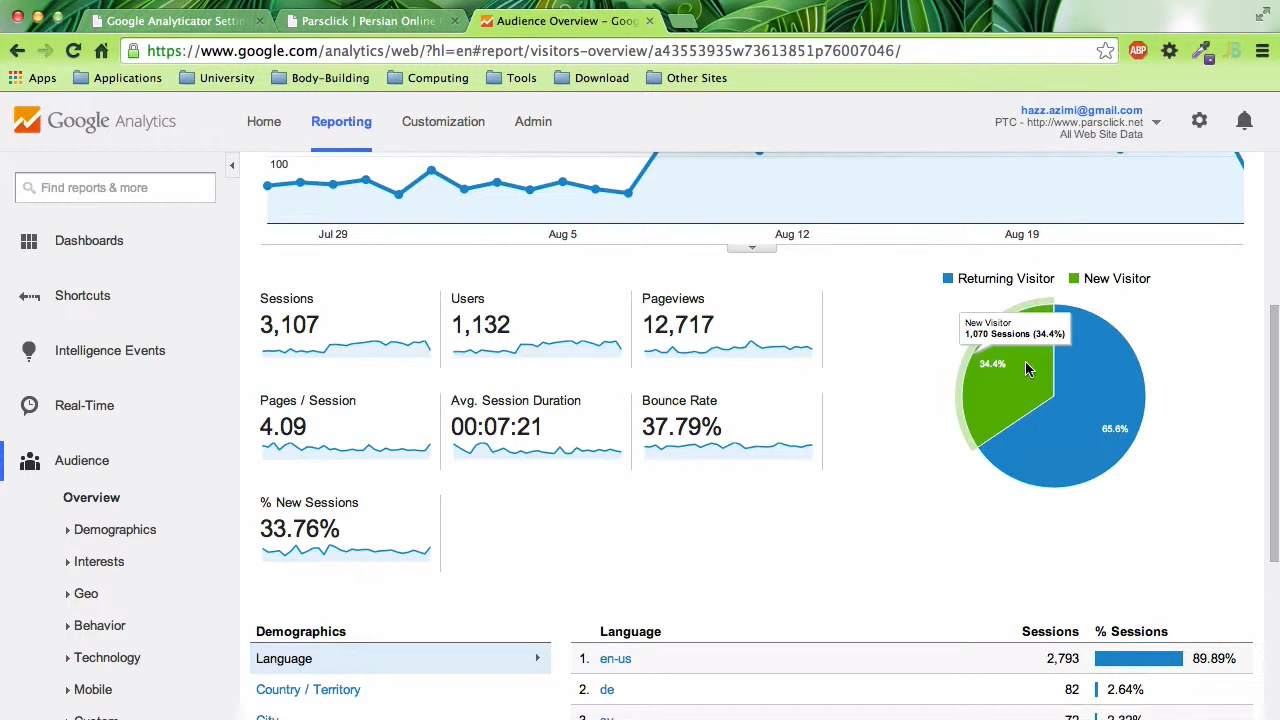 Google Analyticator Settin
Parsclick | Persian Online
Audience Overview – Goog
https://www.google.com/analytics/web/?hl=en#report/visitors-overview/a43553935w73613851p76007046/
ABP
JB
Apps
Applications
University
Body-Building
Computing
Tools
Download
Other Sites
Google Analytics
Home
Reporting
Customization
Admin
hazz.azimi@gmail.com
PTC - http://www.parsclick.net
All Web Site Data
Find reports & more
Dashboards
Shortcuts
Intelligence Events
Real-Time
Audience
Overview
Demographics
Interests
Geo
Behavior
Technology
Mobile
100
Jul 29
Aug 5
Aug 12
Aug 19
Sessions
3,107
Users
1,132
Pageviews
12,717
Pages / Session
4.09
Avg. Session Duration
00:07:21
Bounce Rate
37.79%
% New Sessions
33.76%
Returning Visitor
New Visitor
New Visitor
1,070 Sessions (34.4%)
34.4%
65.6%
Demographics
Language
Country / Territory
Language
Sessions
% Sessions
1. en-us 2,793 89.89%
2. de 82 2.64%